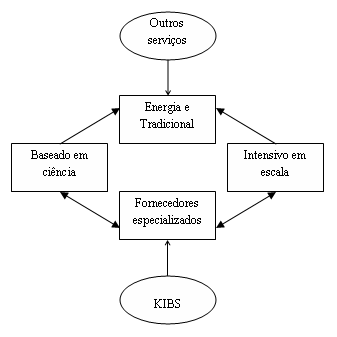 Outros
serviços
Energia e
Tradicional
Baseado em
ciência
Intensivo em
escala
Fornecedores
especializados
KIBS